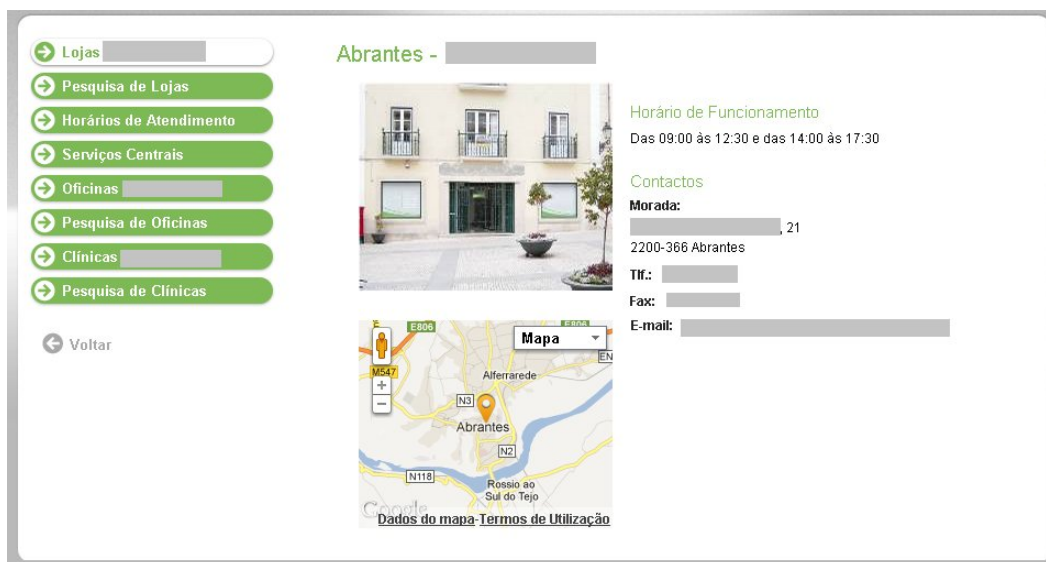 Lojas
Pesquisa de Lojas
Horários de Atendimento
Serviços Centrais
Oficinas
Pesquisa de Oficinas
Clínicas
Pesquisa de Clínicas
Voltar
Abrantes -
Horário de Funcionamento
Das 09:00 às 12:30 e das 14:00 às 17:30
Contactos
Morada:
, 21
2200-366 Abrantes
Tlf.:
Fax:
E-mail:
E806
E806
Mapa
EN
M547
+
−
Alferrarede
N3
Abrantes
N2
N118
Rossio ao
Sul do Tejo
Google
Dados do mapa-Termos de Utilização